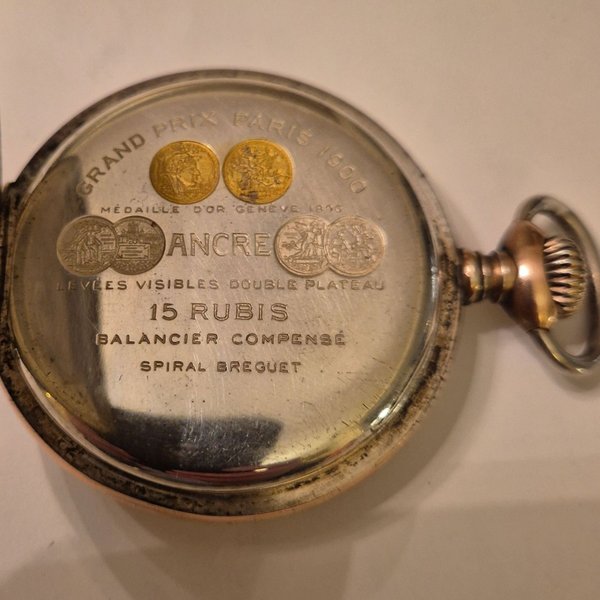 GRAND PRIX PARIS 1900
MÉDAILLE D'OR GENÈVE 1896
ANCRE
LEVÉES VISIBLES DOUBLE PLATEAU
15 RUBIS
BALANCIER COMPENSÉ
SPIRAL BREGUET